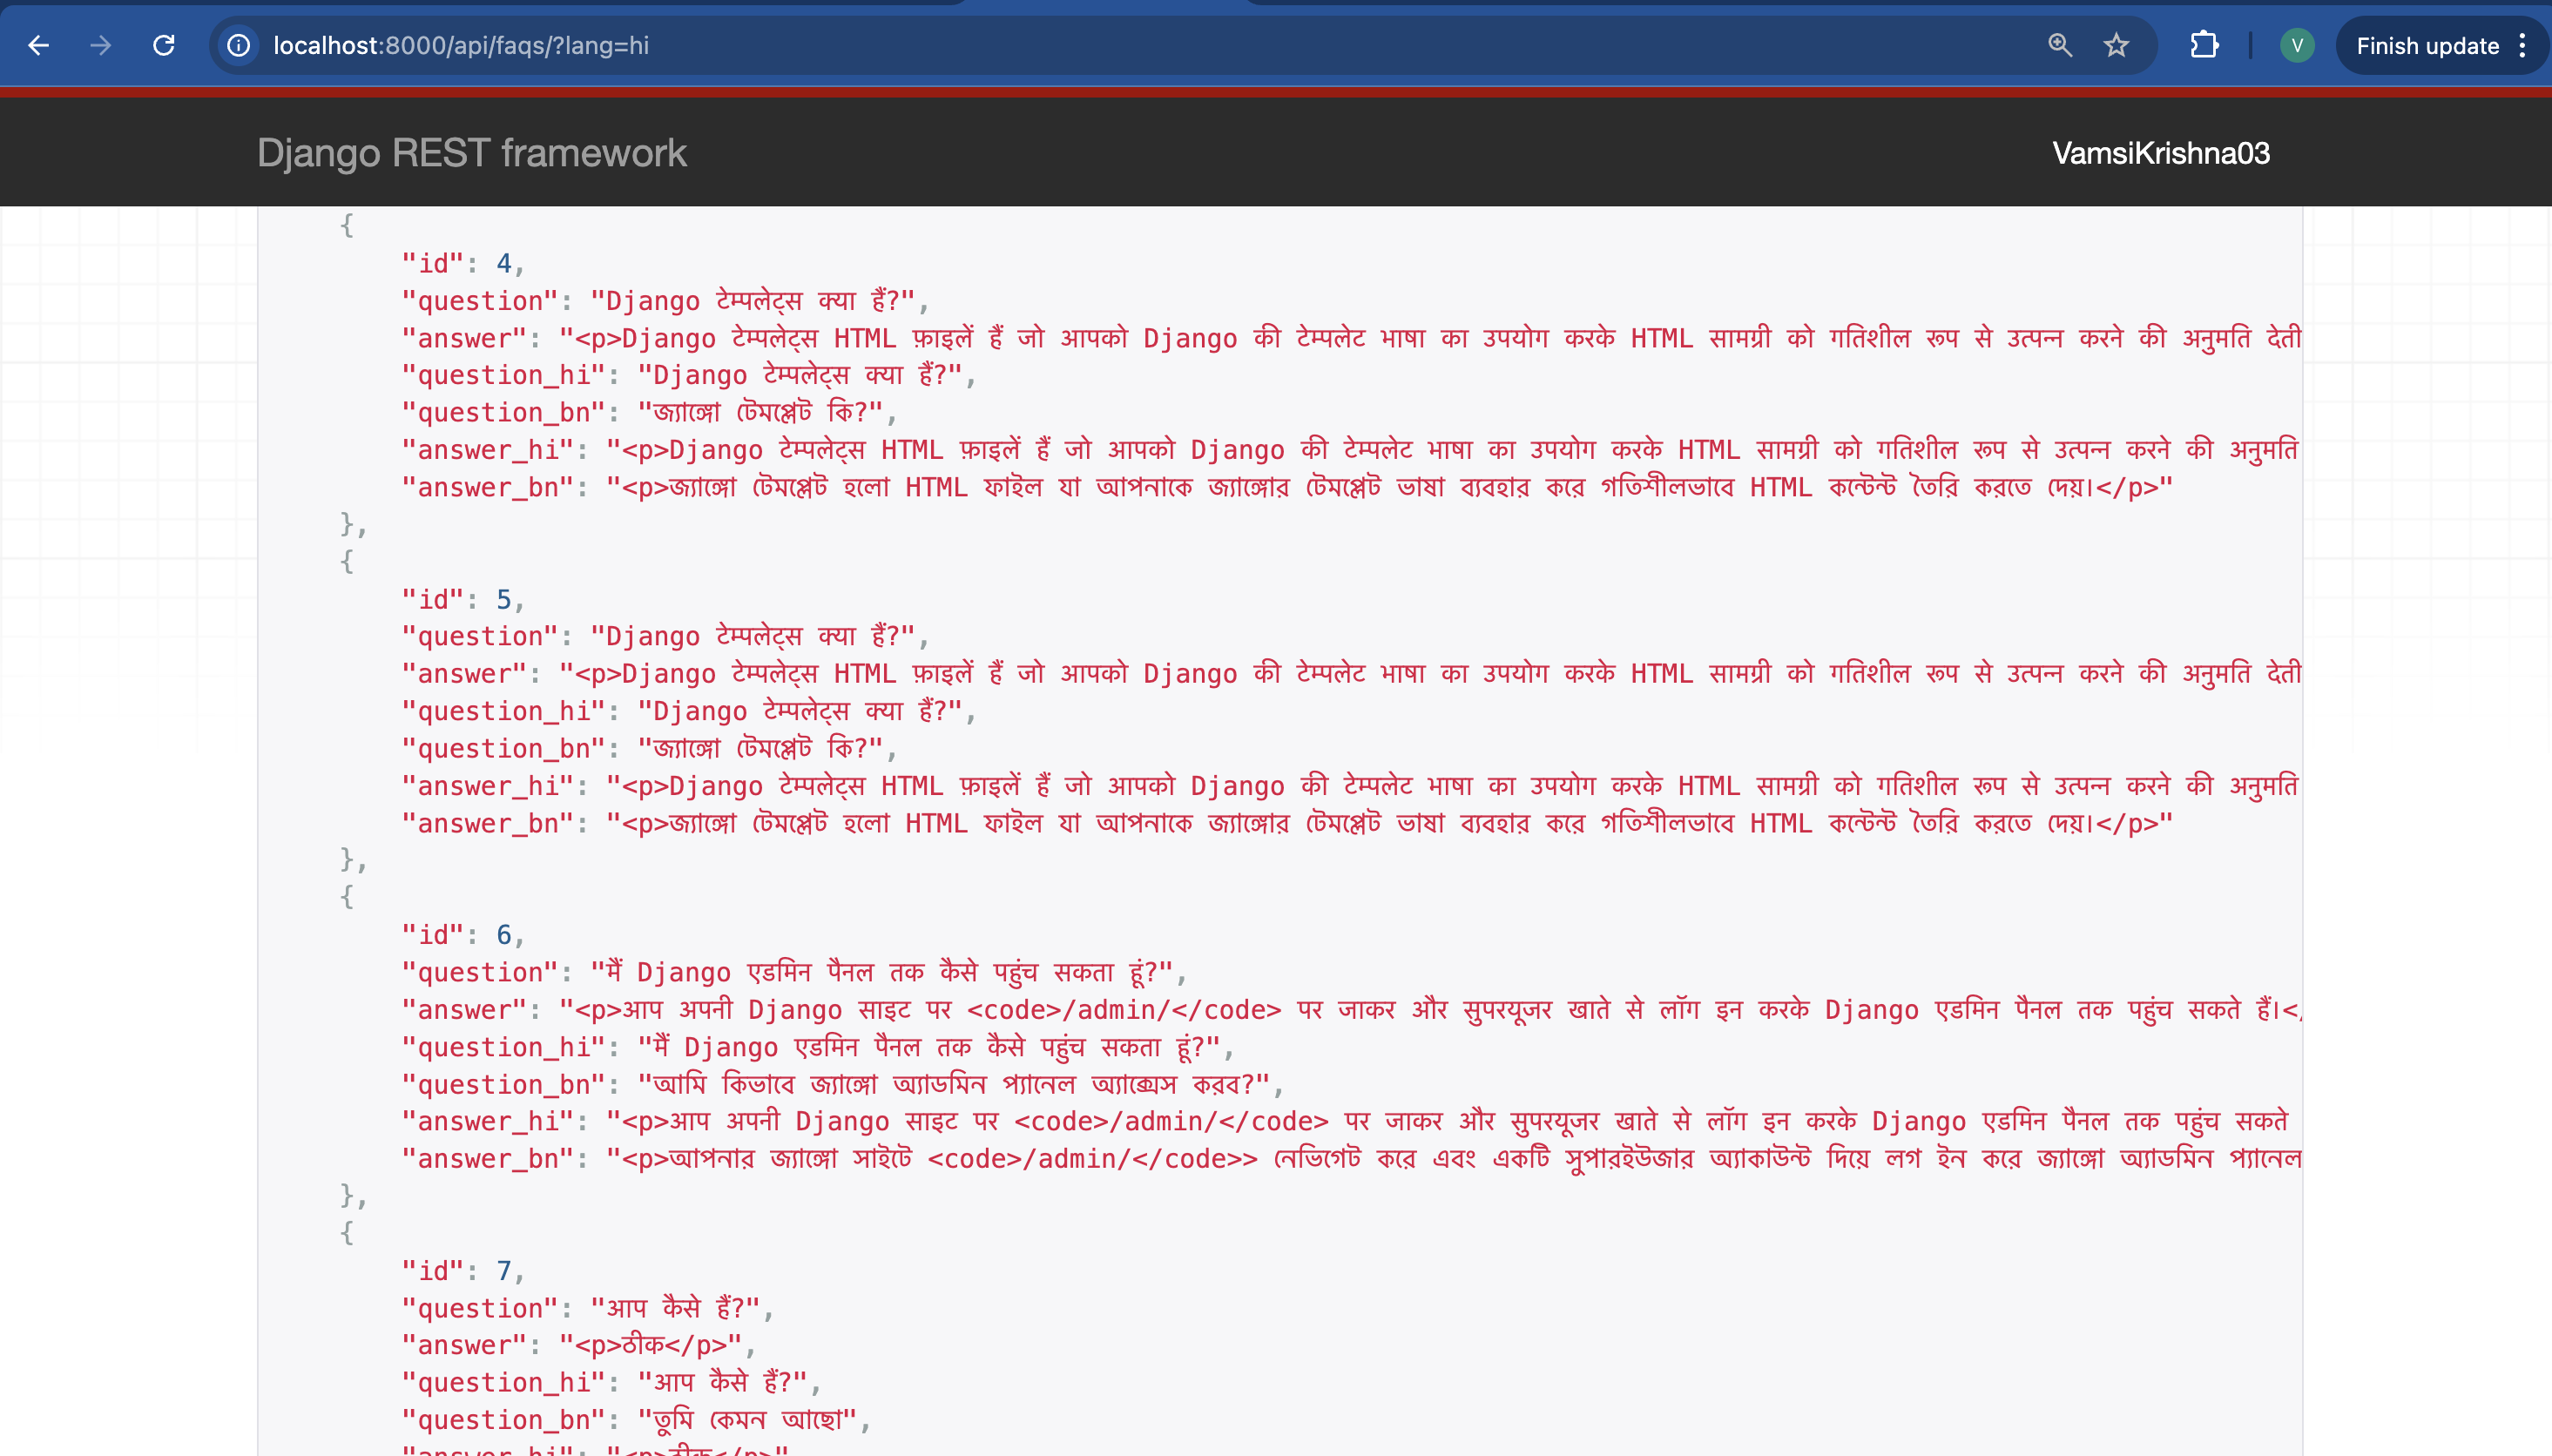 localhost:8000/api/faqs/?lang=hi
V
Finish update
Django REST framework
VamsiKrishna03
{
"id": 4,
"question": "Django टेम्पलेट्स क्या हैं?",
"answer": "<p>Django टेम्पलेट्स HTML फ़ाइलें हैं जो आपको Django की टेम्पलेट भाषा का उपयोग करके HTML सामग्री को गतिशील रूप से उत्पन्न करने की अनुमति देती
"question_hi": "Django टेम्पलेट्स क्या हैं?",
"question_bn": "জ্যাঙ্গো টেমপ্লেট কি?",
"answer_hi": "<p>Django टेम्पलेट्स HTML फ़ाइलें हैं जो आपको Django की टेम्पलेट भाषा का उपयोग करके HTML सामग्री को गतिशील रूप से उत्पन्न करने की अनुमति
"answer_bn": "<p>জ্যাঙ্গো টেমপ্লেট হলো HTML ফাইল যা আপনাকে জ্যাঙ্গোর টেমপ্লেট ভাষা ব্যবহার করে গতিশীলভাবে HTML কন্টেন্ট তৈরি করতে দেয়।</p>"
},
{
"id": 5,
"question": "Django टेम्पलेट्स क्या हैं?",
"answer": "<p>Django टेम्पलेट्स HTML फ़ाइलें हैं जो आपको Django की टेम्पलेट भाषा का उपयोग करके HTML सामग्री को गतिशील रूप से उत्पन्न करने की अनुमति देती
"question_hi": "Django टेम्पलेट्स क्या हैं?",
"question_bn": "জ্যাঙ্গো টেমপ্লেট কি?",
"answer_hi": "<p>Django टेम्पलेट्स HTML फ़ाइलें हैं जो आपको Django की टेम्पलेट भाषा का उपयोग करके HTML सामग्री को गतिशील रूप से उत्पन्न करने की अनुमति
"answer_bn": "<p>জ্যাঙ্গো টেমপ্লেট হলো HTML ফাইল যা আপনাকে জ্যাঙ্গোর টেমপ্লেট ভাষা ব্যবহার করে গতিশীলভাবে HTML কন্টেন্ট তৈরি করতে দেয়।</p>"
},
{
"id": 6,
"question": "मैं Django एडमिन पैनल तक कैसे पहुंच सकता हूं?",
"answer": "<p>आप अपनी Django साइट पर <code>/admin/</code> पर जाकर और सुपरयूजर खाते से लॉग इन करके Django एडमिन पैनल तक पहुंच सकते हैं।</
"question_hi": "मैं Django एडमिन पैनल तक कैसे पहुंच सकता हूं?",
"question_bn": "আমি কিভাবে জ্যাঙ্গো অ্যাডমিন প্যানেল অ্যাক্সেস করব?",
"answer_hi": "<p>आप अपनी Django साइट पर <code>/admin/</code> पर जाकर और सुपरयूजर खाते से लॉग इन करके Django एडमिन पैनल तक पहुंच सकते
"answer_bn": "<p>আপনার জ্যাঙ্গো সাইটে <code>/admin/</code>> নেভিগেট করে এবং একটি সুপারইউজার অ্যাকাউন্ট দিয়ে লগ ইন করে জ্যাঙ্গো অ্যাডমিন প্যানেল
},
{
"id": 7,
"question": "आप कैसे हैं?",
"answer": "<p>ठीक</p>",
"question_hi": "आप कैसे हैं?",
"question_bn": "তুমি কেমন আছো",
"answer_hi": "<p>ठीक</p>"